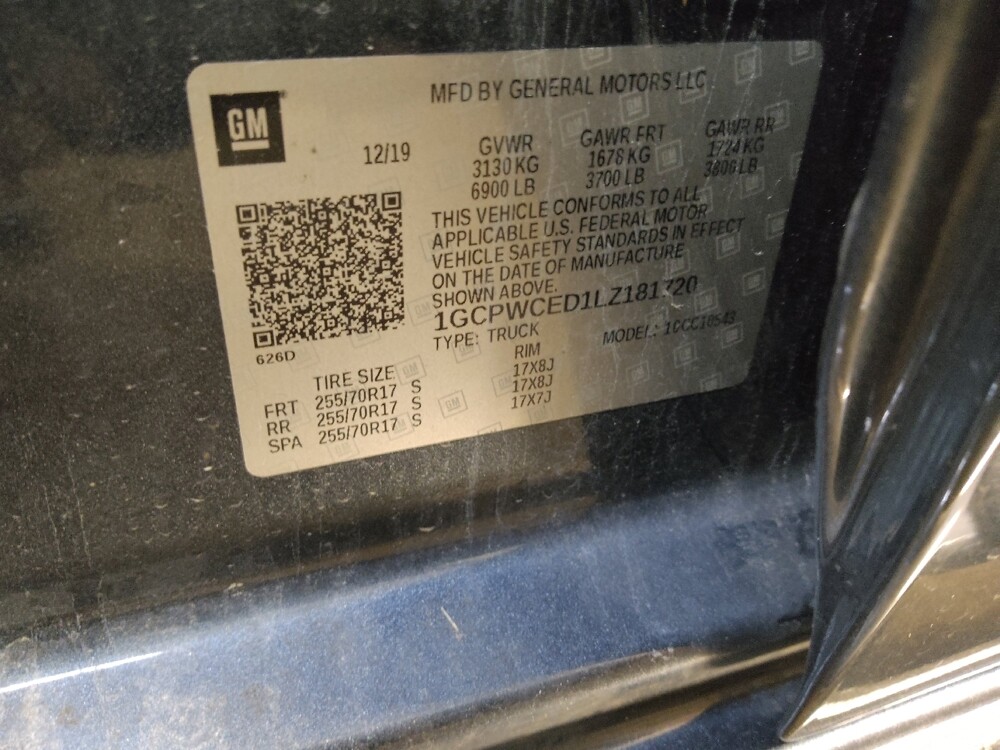 MFD BY GENERAL MOTORS LLC
GM
12/19
GVWR GAWR FRT GAWR RR
3130 KG 1678 KG 1724 KG
6900 LB 3700 LB 3800 LB
THIS VEHICLE CONFORMS TO ALL
APPLICABLE U.S. FEDERAL MOTOR
VEHICLE SAFETY STANDARDS IN EFFECT
ON THE DATE OF MANUFACTURE
SHOWN ABOVE.
1GCPWCED1LZ181720
TYPE: TRUCK MODEL: 1CCC18543
626D
TIRE SIZE RIM
FRT 255/70R17 S 17X8J
RR 255/70R17 S 17X8J
SPA 255/70R17 S 17X7J